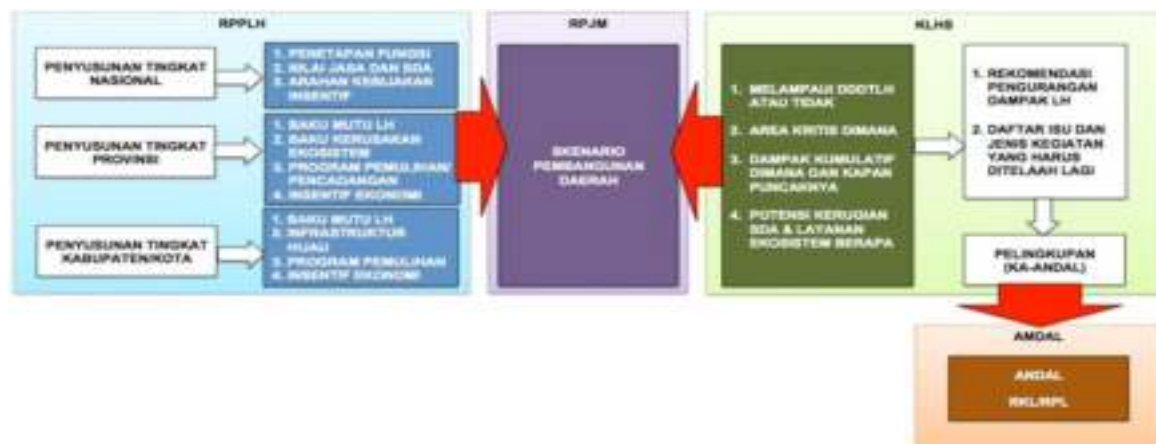 RPPLH
PENYUSUNAN TINGKAT
NASIONAL
1. PENETAPAN FUNGSI
2. NILAI JASA DAN SDA
3. ARAHAN KEBIJAKAN
INSENTIF
PENYUSUNAN TINGKAT
PROVINSI
1. BAKU MUTU LH
2. BAKU KERUSAKAN
EKOSISTEM
3. PROGRAM PEMULIHAN/
PENCADANGAN
4. INSENTIF EKONOMI
PENYUSUNAN TINGKAT
KABUPATEN/KOTA
1. BAKU MUTU LH
2. INFRASTRUKTUR
HIJAU
3. PROGRAM PEMULIHAN
4. INSENTIF EKONOMI
RPJM
SKENARIO
PEMBANGUNAN
DAERAH
KLHS
1. MELAMPAUI DDDTLH
ATAU TIDAK
2. AREA KRITIS DIMANA
3. DAMPAK KUMULATIF
DIMANA DAN KAPAN
PUNCAKNYA
4. POTENSI KERUGIAN
SDA & LAYANAN
EKOSISTEM BERAPA
1. REKOMENDASI
PENGURANGAN
DAMPAK LH
2. DAFTAR ISU DAN
JENIS KEGIATAN
YANG HARUS
DITELAAH LAGI
PELINGKUPAN
(KA-ANDAL)
AMDAL
ANDAL
RKL/RPL